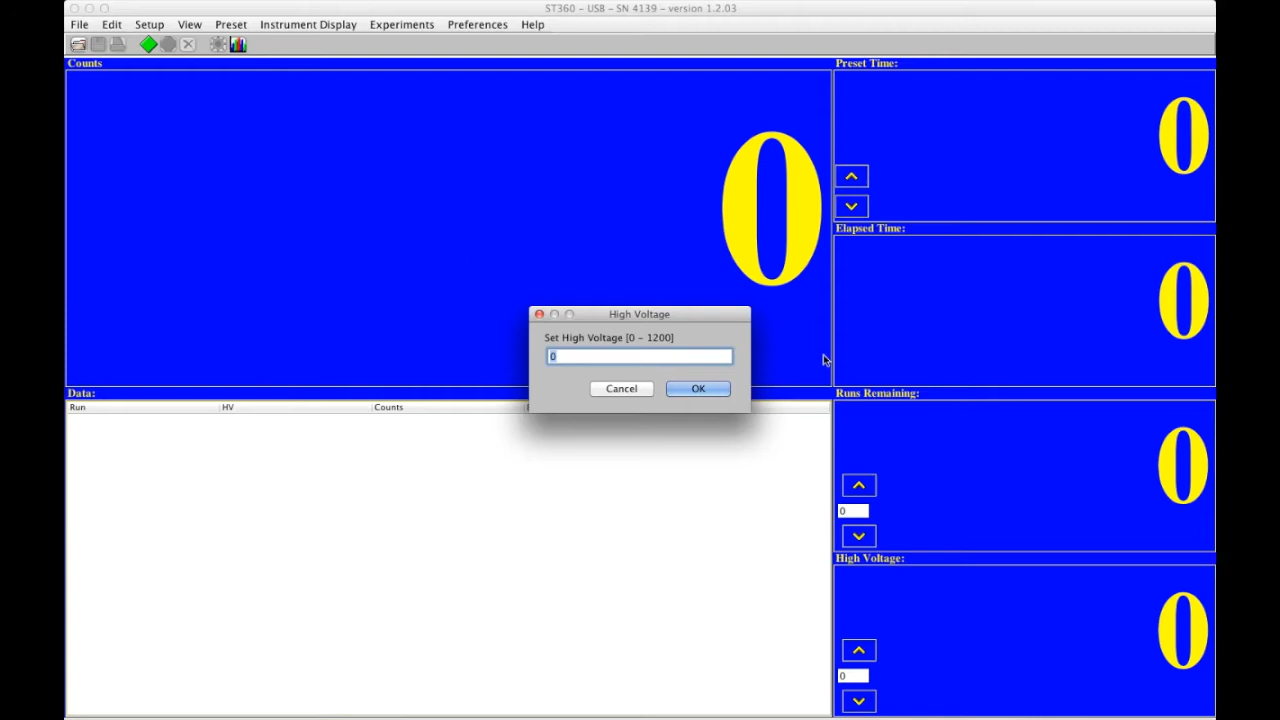 ST360 - USB - SN 4139 - version 1.2.03
File Edit Setup View Preset Instrument Display Experiments Preferences Help
Counts
0
Preset Time:
0
Elapsed Time:
0
High Voltage
Set High Voltage [0 - 1200]
0
Cancel OK
Data:
Run HV Counts
Runs Remaining:
0
0
High Voltage:
0
0